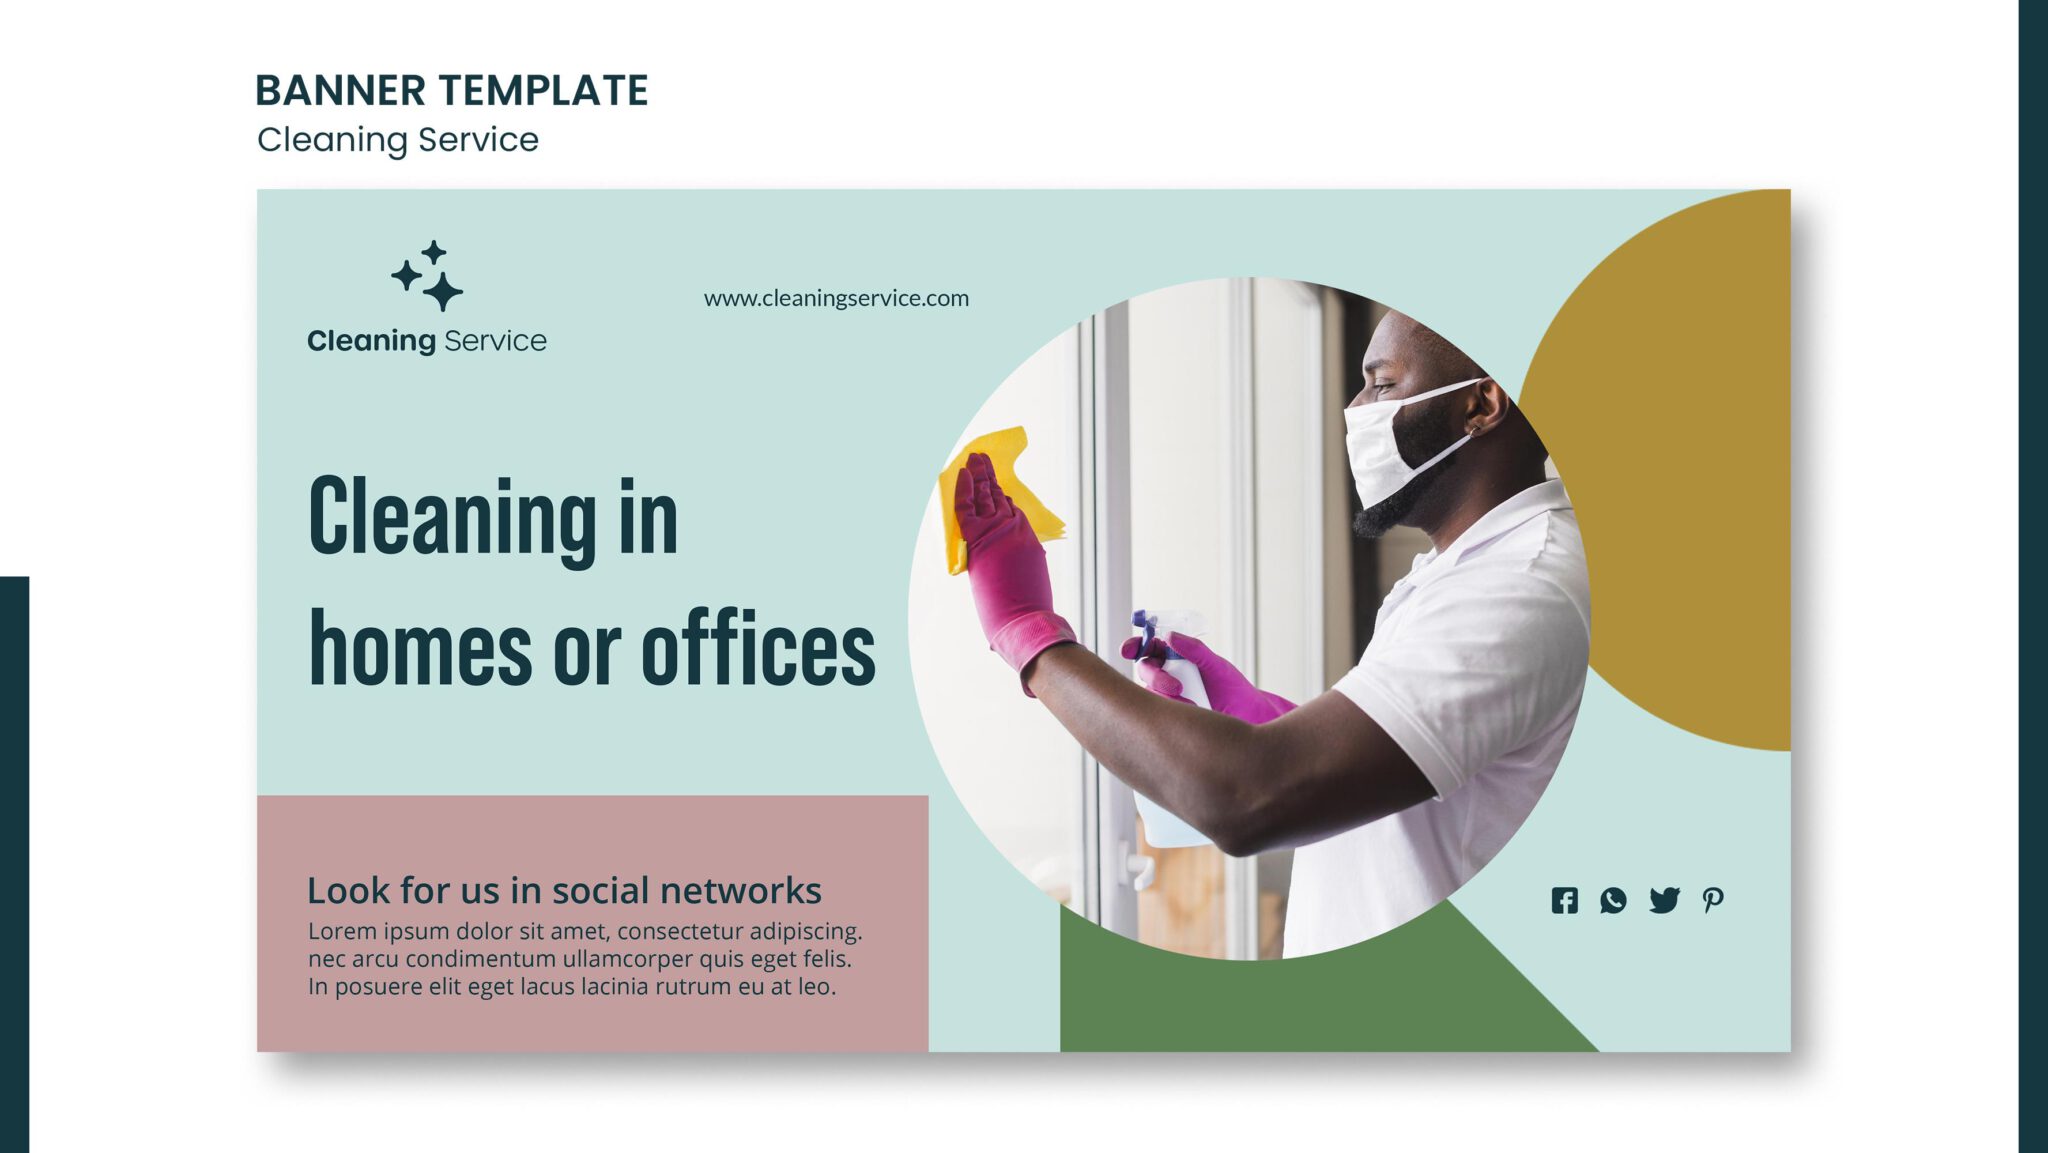 BANNER TEMPLATE
Cleaning Service
Cleaning Service
www.cleaningservice.com
Cleaning in
homes or offices
Look for us in social networks
Lorem ipsum dolor sit amet, consectetur adipiscing.
nec arcu condimentum ullamcorper quis eget felis.
In posuere elit eget lacus lacinia rutrum eu at leo.